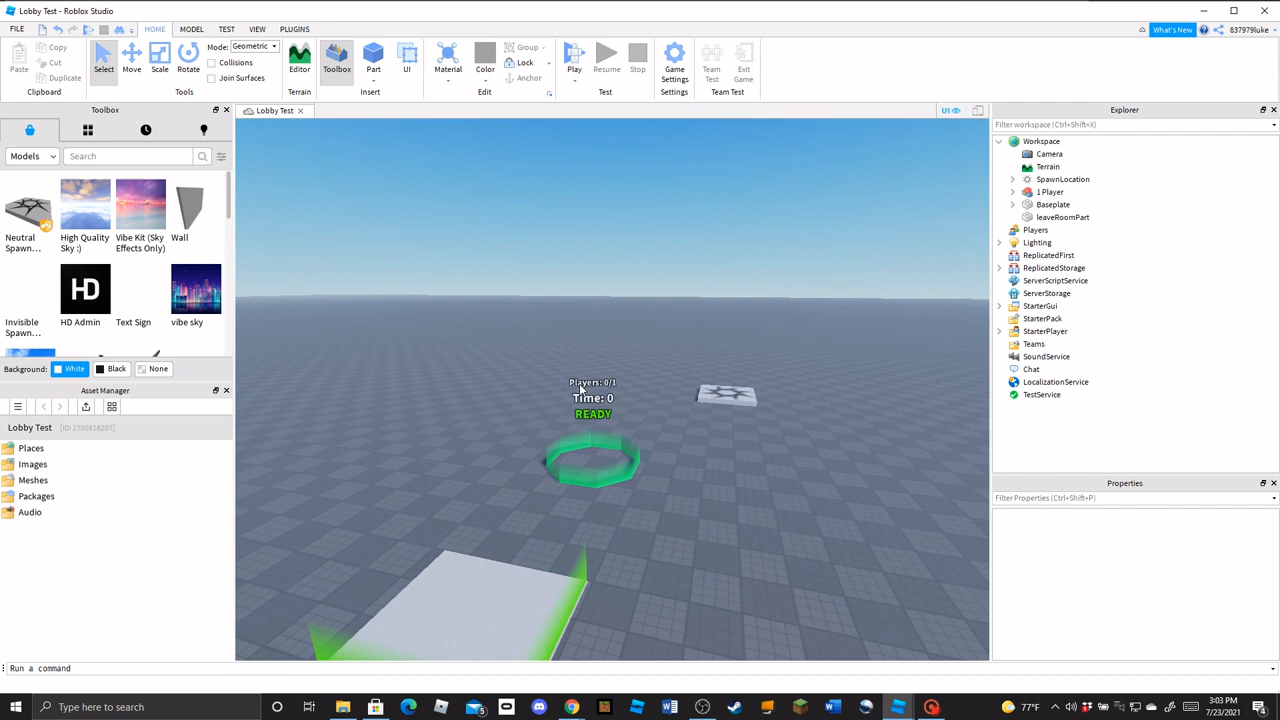 Lobby Test - Roblox Studio
FILE HOME MODEL TEST VIEW PLUGINS What's New 837979luke
Paste Copy Cut Duplicate Clipboard
Select Move Scale Rotate Mode: Geometric Collisions Join Surfaces Tools
Editor Terrain
Toolbox Part UI Insert
Material Color Group Lock Anchor Edit
Play Resume Stop Test
Game Settings Settings
Team Test Exit Game Team Test
Toolbox
Lobby Test
UI
Explorer
Models Search
Filter workspace (Ctrl+Shift+X)
Neutral Spawn...
High Quality Sky :)
Vibe Kit (Sky Effects Only)
Wall
HD
Invisible Spawn...
HD Admin
Text Sign
vibe sky
Background: White Black None
Asset Manager
Lobby Test [ID:2700818207]
Places
Images
Meshes
Packages
Audio
Players: 0/1
Time: 0
READY
Workspace
Camera
Terrain
SpawnLocation
1 Player
Baseplate
leaveRoomPart
Players
Lighting
ReplicatedFirst
ReplicatedStorage
ServerScriptService
ServerStorage
StarterGui
StarterPack
StarterPlayer
Teams
SoundService
Chat
LocalizationService
TestService
Properties
Filter Properties (Ctrl+Shift+P)
Run a command
Type here to search
5
77°F
3:03 PM
7/23/2021